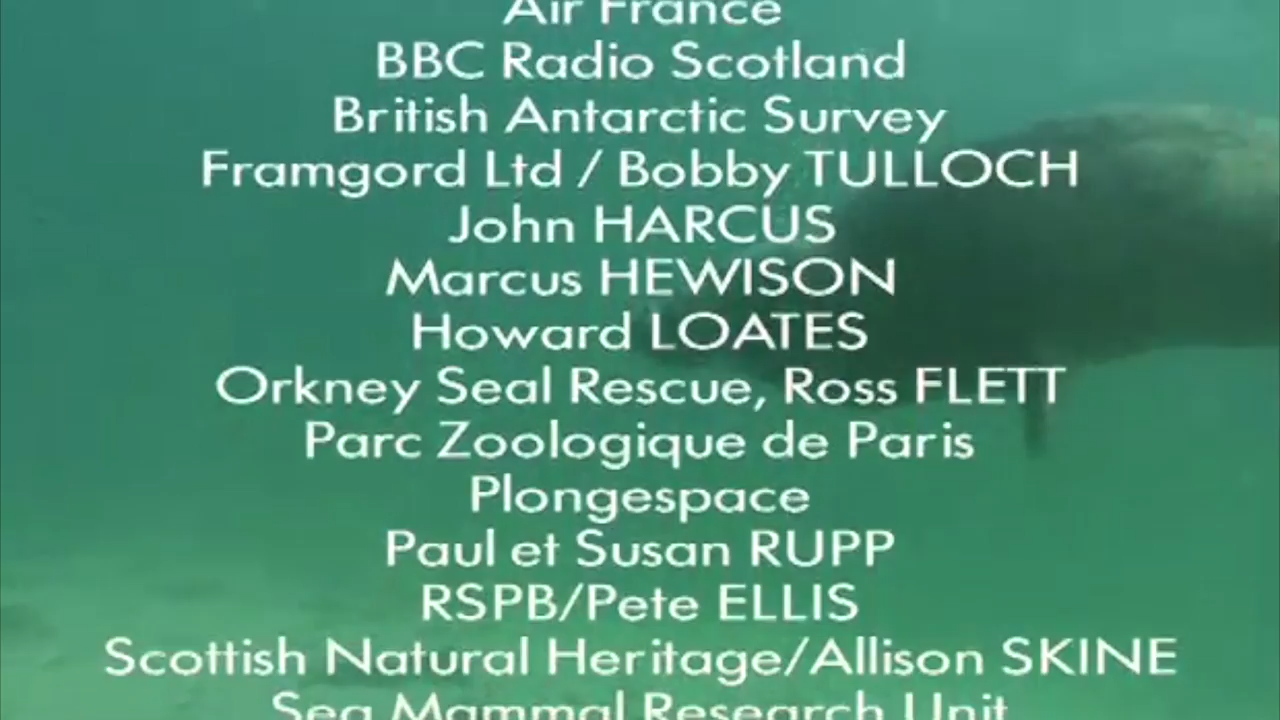 Air France
BBC Radio Scotland
British Antarctic Survey
Framgord Ltd / Bobby TULLOCH
John HARCUS
Marcus HEWISON
Howard LOATES
Orkney Seal Rescue, Ross FLETT
Parc Zoologique de Paris
Plongespace
Paul et Susan RUPP
RSPB/Pete ELLIS
Scottish Natural Heritage/Allison SKINE
Sea Mammal Research Unit